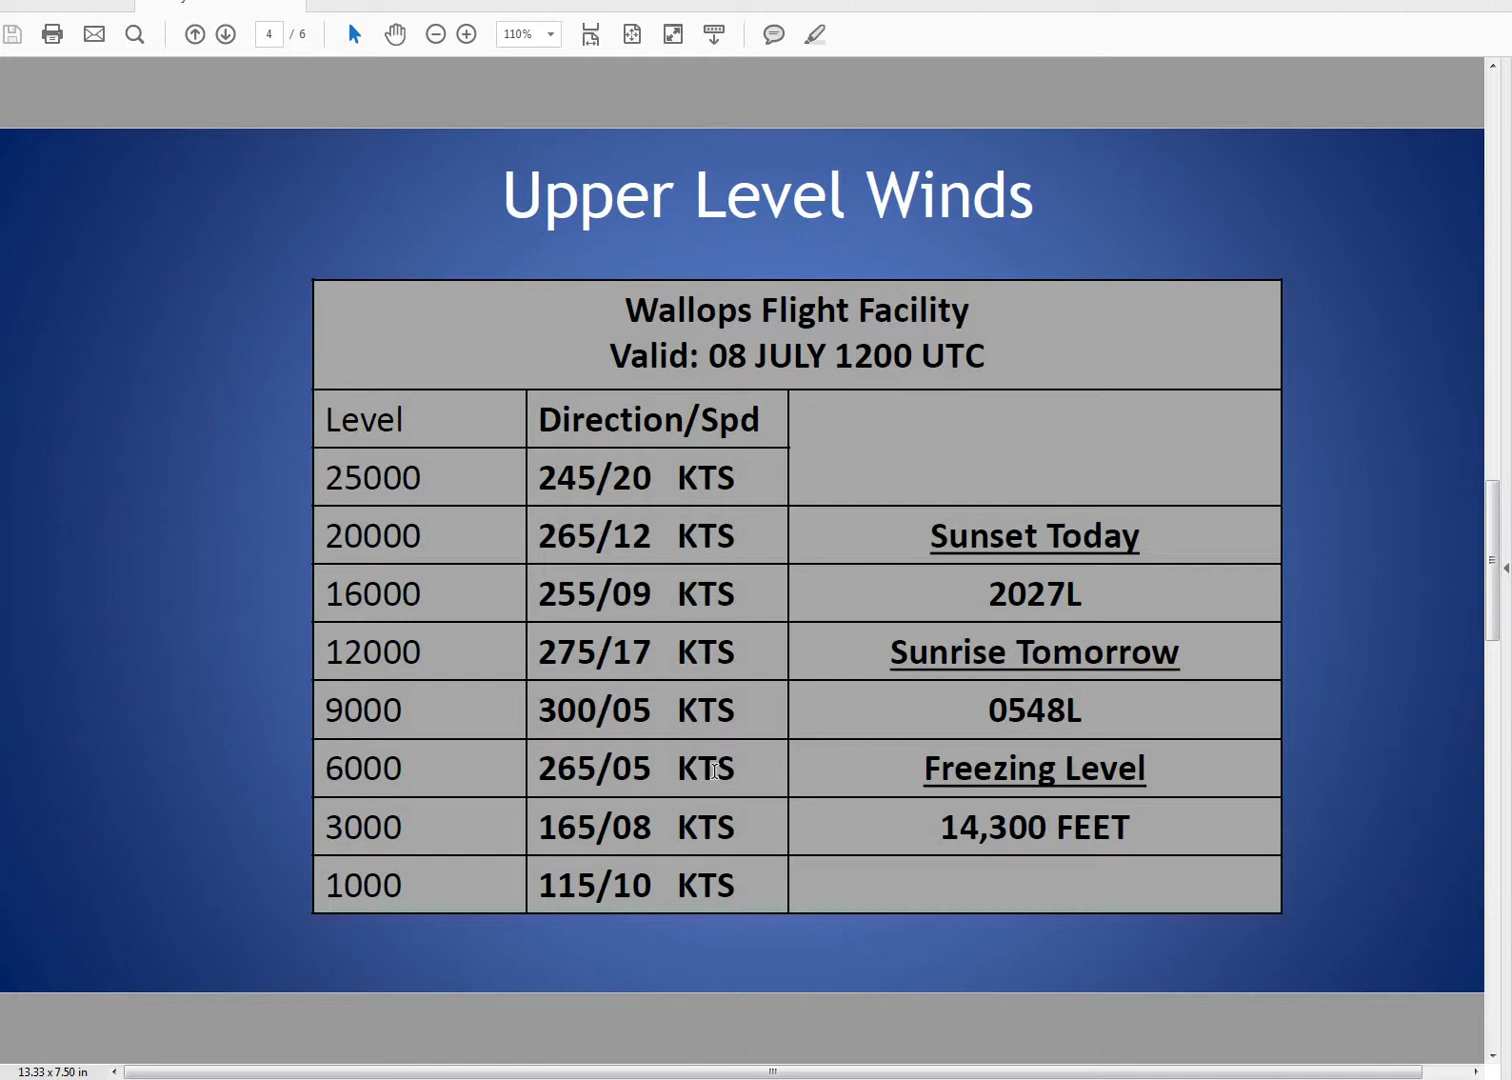 4 / 6
110%
Upper Level Winds
Wallops Flight Facility
Valid: 08 JULY 1200 UTC
Level Direction/Spd
25000 245/20 KTS
20000 265/12 KTS Sunset Today
16000 255/09 KTS 2027L
12000 275/17 KTS Sunrise Tomorrow
9000 300/05 KTS 0548L
6000 265/05 KTS Freezing Level
3000 165/08 KTS 14,300 FEET
1000 115/10 KTS
13.33 x 7.50 in